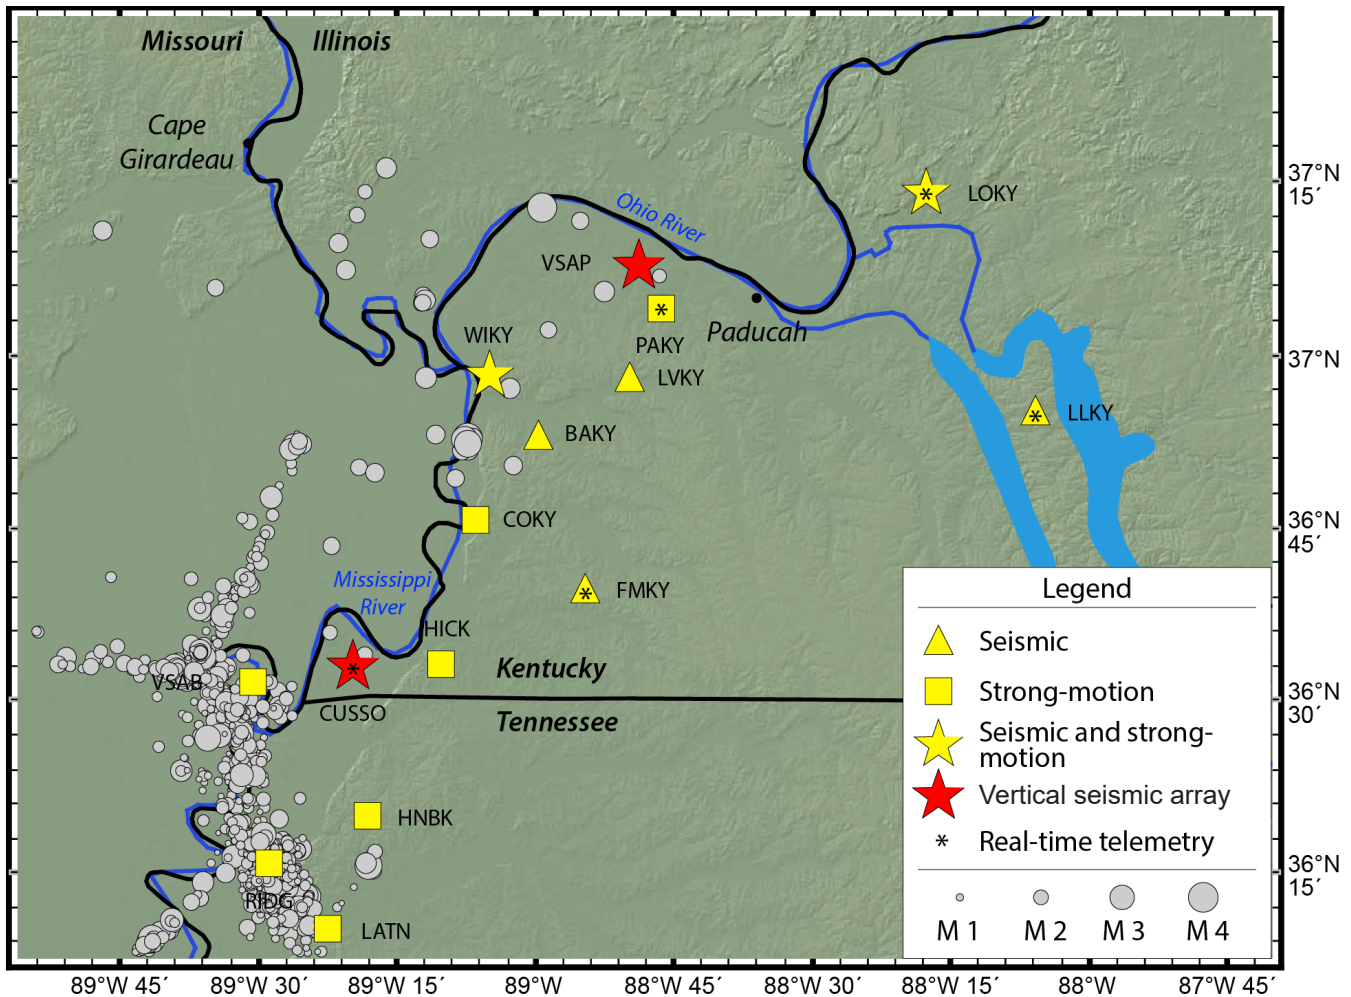 Missouri
Illinois
Cape
Girardeau
37°N
15´
LOKY
Ohio River
VSAP
PAKY
Paducah
WIKY
37°N
LVKY
LLKY
BAKY
COKY
36°N
45´
Mississippi
River
FMKY
HICK
Kentucky
VSAB
CUSSO
Tennessee
36°N
30´
HNBK
RIDG
LATN
36°N
15´
Legend
Seismic
Strong-motion
Seismic and strong-
motion
Vertical seismic array
* Real-time telemetry
M 1 M 2 M 3 M 4
89°W 45´ 89°W 30´ 89°W 15´ 89°W 88°W 45´ 88°W 30´ 88°W 15´ 88°W 87°W 45´